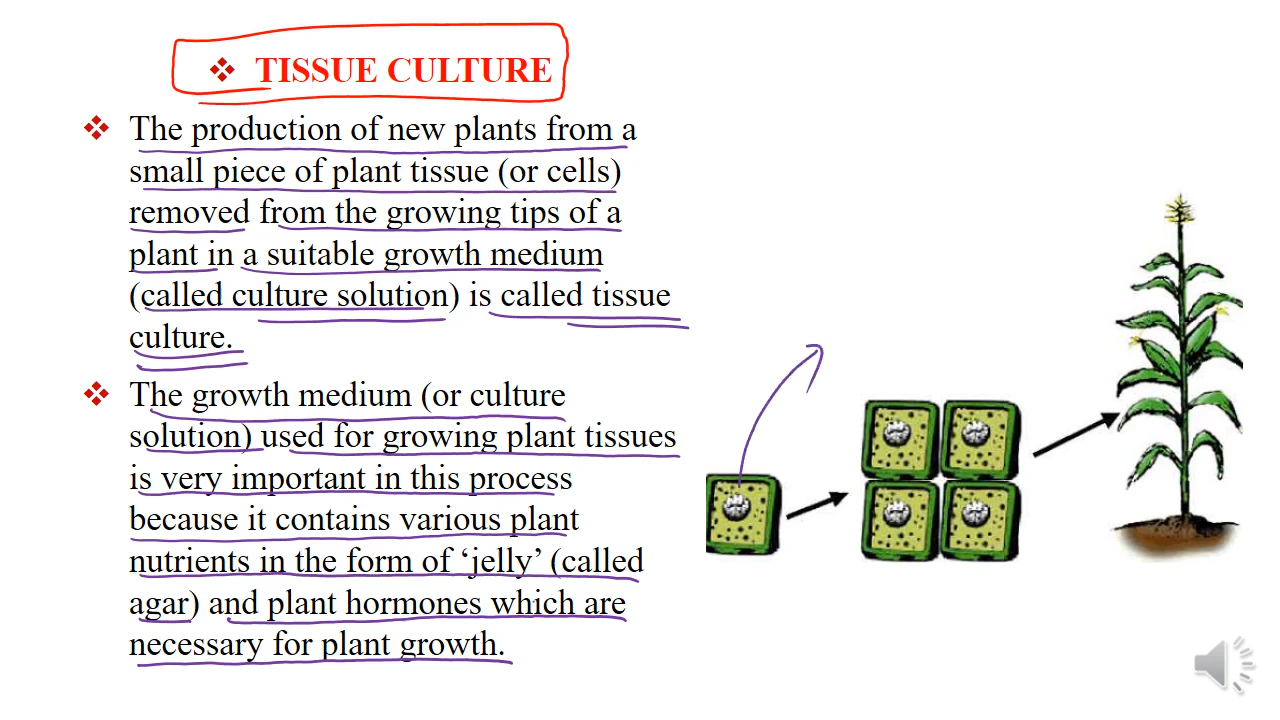 ❖ TISSUE CULTURE
❖ The production of new plants from a
small piece of plant tissue (or cells)
removed from the growing tips of a
plant in a suitable growth medium
(called culture solution) is called tissue
culture.
❖ The growth medium (or culture
solution) used for growing plant tissues
is very important in this process
because it contains various plant
nutrients in the form of ‘jelly’ (called
agar) and plant hormones which are
necessary for plant growth.